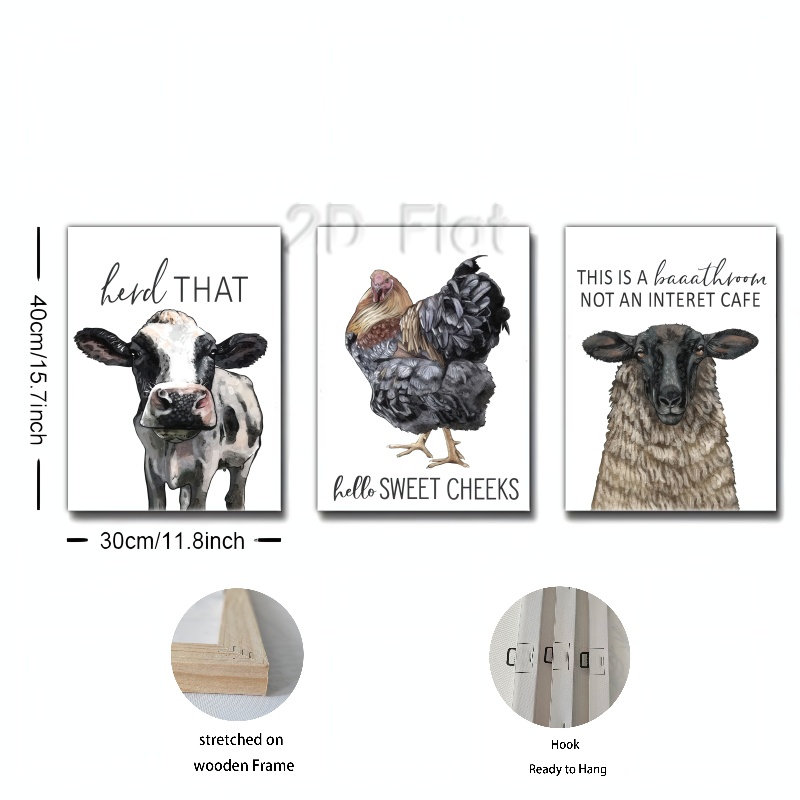 2D Flat
herd THAT
hello SWEET CHEEKS
THIS IS A baaathroom
NOT AN INTERET CAFE
40cm/15.7inch
30cm/11.8inch
stretched on
wooden Frame
Hook
Ready to Hang